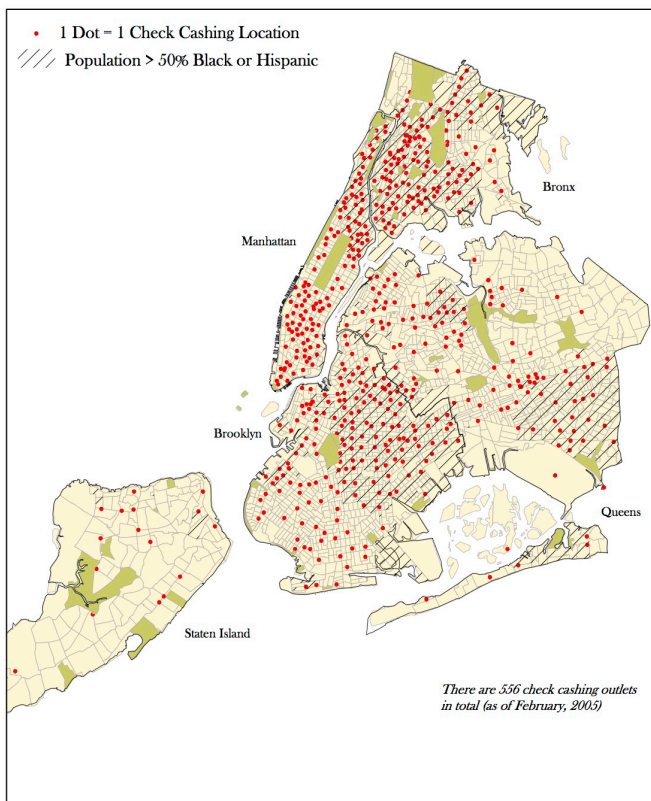 1 Dot = 1 Check Cashing Location
Population > 50% Black or Hispanic
Bronx
Manhattan
Brooklyn
Queens
Staten Island
There are 556 check cashing outlets
in total (as of February, 2005)